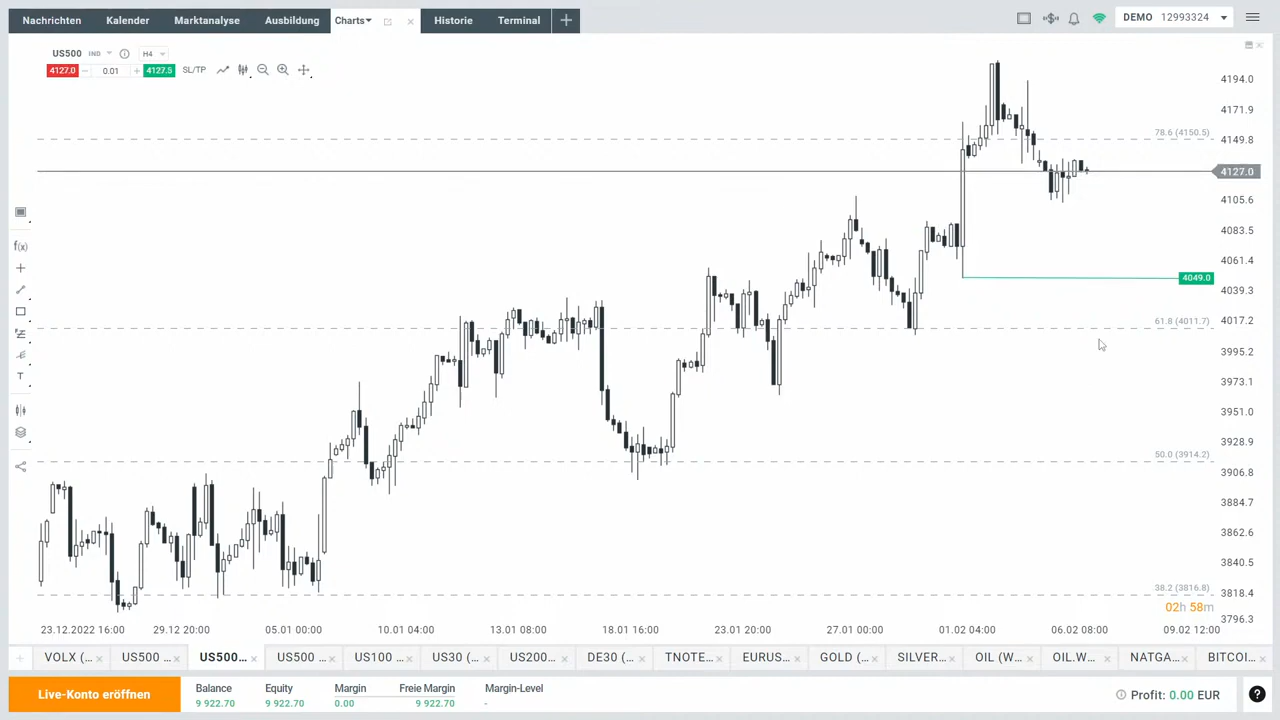 Nachrichten Kalender Marktanalyse Ausbildung Charts Historie Terminal
DEMO 12993324
US500 IND H4
4127.0 0.01 4127.5 SL/TP
4194.0
4171.9
78.6 (4150.5)
4149.8
4127.0
4105.6
4083.5
4061.4
4049.0
4039.3
61.8 (4011.7)
4017.2
3995.2
3973.1
3951.0
3928.9
50.0 (3914.2)
3906.8
3884.7
3862.6
3840.5
38.2 (3816.8)
3818.4
02h 58m
3796.3
f(x)
T
23.12.2022 16:00 29.12 20:00 05.01 00:00 10.01 04:00 13.01 08:00 18.01 16:00 23.01 20:00 27.01 00:00 01.02 04:00 06.02 08:00 09.02 12:00
VOLX (... US500 ... US500... US500 ... US100 ... US30 (... US200... DE30 (... TNOTE... EURUS... GOLD (... SILVER... OIL (W... OIL.W... NATGA... BITCOI...
Live-Konto eröffnen
Balance Equity Margin Freie Margin Margin-Level
9 922.70 9 922.70 0.00 9 922.70 -
Profit: 0.00 EUR